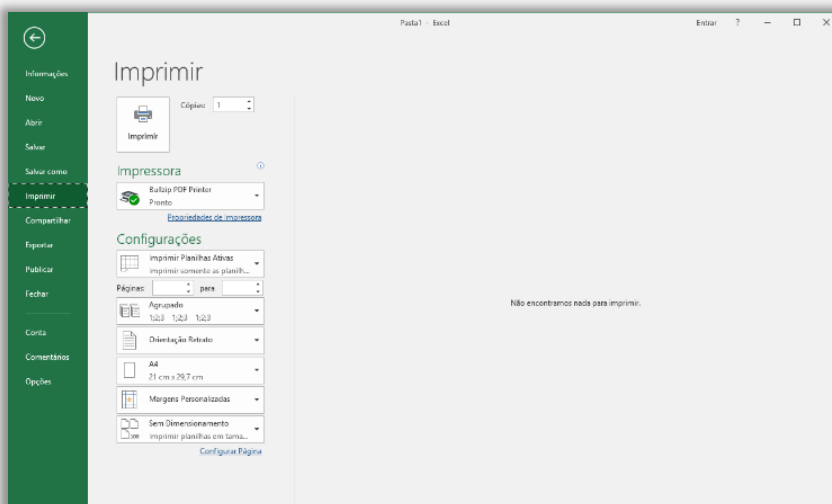 Pasta1 - Excel
Entrar ?
Informações
Novo
Abrir
Salvar
Salvar como
Imprimir
Compartilhar
Exportar
Publicar
Fechar
Conta
Comentários
Opções
Imprimir
Imprimir
Cópias: 1
Impressora
Bullzip PDF Printer
Pronto
Propriedades de Impressora
Configurações
Imprimir Planilhas Ativas
Imprimir somente as planilh...
Páginas: para
Agrupado
1;2;3 1;2;3 1;2;3
Orientação Retrato
A4
21 cm x 29,7 cm
Margens Personalizadas
Sem Dimensionamento
Imprimir planilhas em tama...
Configurar Página
Não encontramos nada para imprimir.